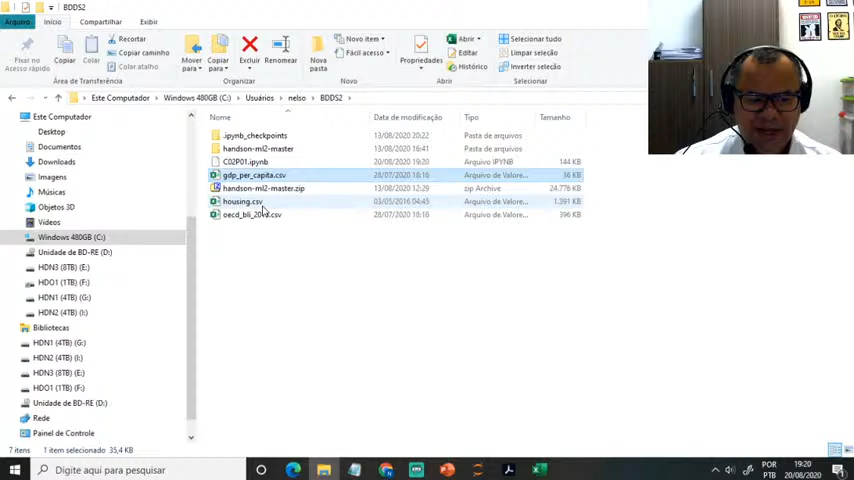 BDDS2
Arquivo Início Compartilhar Exibir
Fixar no Acesso rápido
Copiar
Colar
Recortar
Copiar caminho
Colar atalho
Área de Transferência
Mover para
Copiar para
Excluir
Renomear
Organizar
Nova pasta
Novo item
Fácil acesso
Novo
Propriedades
Abrir
Editar
Histórico
Abrir
Selecionar tudo
Limpar seleção
Inverter seleção
Selecionar
Este Computador > Windows 480GB (C:) > Usuários > nelso > BDDS2 >
Nome Data de modificação Tipo Tamanho
.ipynb_checkpoints 13/08/2020 20:22 Pasta de arquivos
handson-ml2-master 13/08/2020 16:41 Pasta de arquivos
C02P01.ipynb 20/08/2020 19:20 Arquivo IPYNB 144 KB
gdp_per_capita.csv 28/07/2020 18:16 Arquivo de Valore... 36 KB
handson-ml2-master.zip 13/08/2020 12:29 zip Archive 24.776 KB
housing.csv 03/05/2016 04:45 Arquivo de Valore... 1.391 KB
28/07/2020 18:16 Arquivo de Valore... 396 KB
Este Computador
Desktop
Documentos
Downloads
Imagens
Músicas
Objetos 3D
Vídeos
Windows 480GB (C:)
Unidade de BD-RE (D:)
HDN3 (8TB) (E:)
HDO1 (1TB) (F:)
HDN1 (4TB) (G:)
HDN2 (4TB) (I:)
Bibliotecas
HDN1 (4TB) (G:)
HDN2 (4TB) (I:)
HDN3 (8TB) (E:)
HDO1 (1TB) (F:)
Unidade de BD-RE (D:)
Rede
Painel de Controle
7 itens 1 item selecionado 35,4 KB
Digite aqui para pesquisar
POR
PTB
19:20
20/08/2020